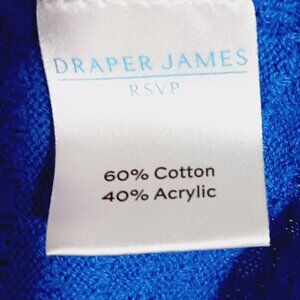 DRAPER JAMES
RSVP
60% Cotton
40% Acrylic